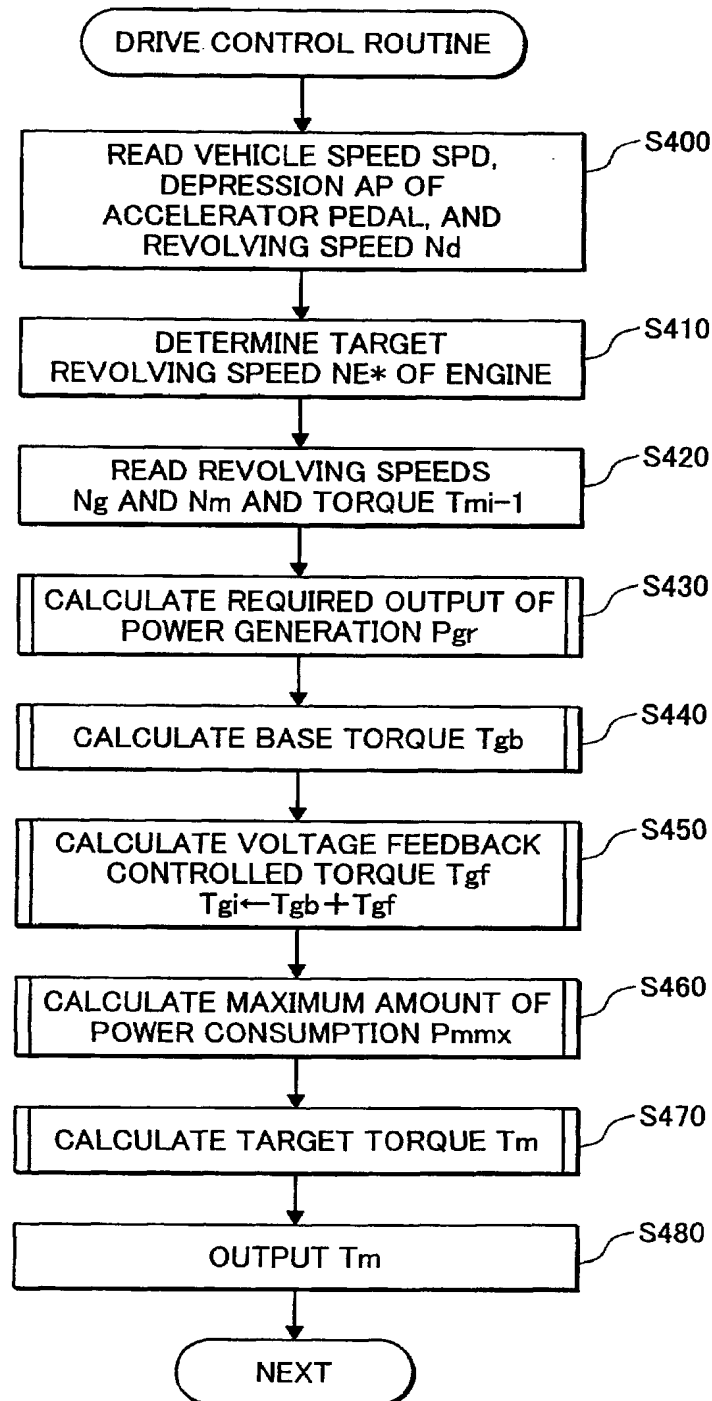 DRIVE CONTROL ROUTINE
S400
READ VEHICLE SPEED SPD,
DEPRESSION AP OF
ACCELERATOR PEDAL, AND
REVOLVING SPEED Nd
S410
DETERMINE TARGET
REVOLVING SPEED NE* OF ENGINE
S420
READ REVOLVING SPEEDS
Ng AND Nm AND TORQUE Tmi-1
S430
CALCULATE REQUIRED OUTPUT OF
POWER GENERATION Pgr
S440
CALCULATE BASE TORQUE Tgb
S450
CALCULATE VOLTAGE FEEDBACK
CONTROLLED TORQUE Tgf
Tgi←Tgb+Tgf
S460
CALCULATE MAXIMUM AMOUNT OF
POWER CONSUMPTION Pmmx
S470
CALCULATE TARGET TORQUE Tm
S480
OUTPUT Tm
NEXT